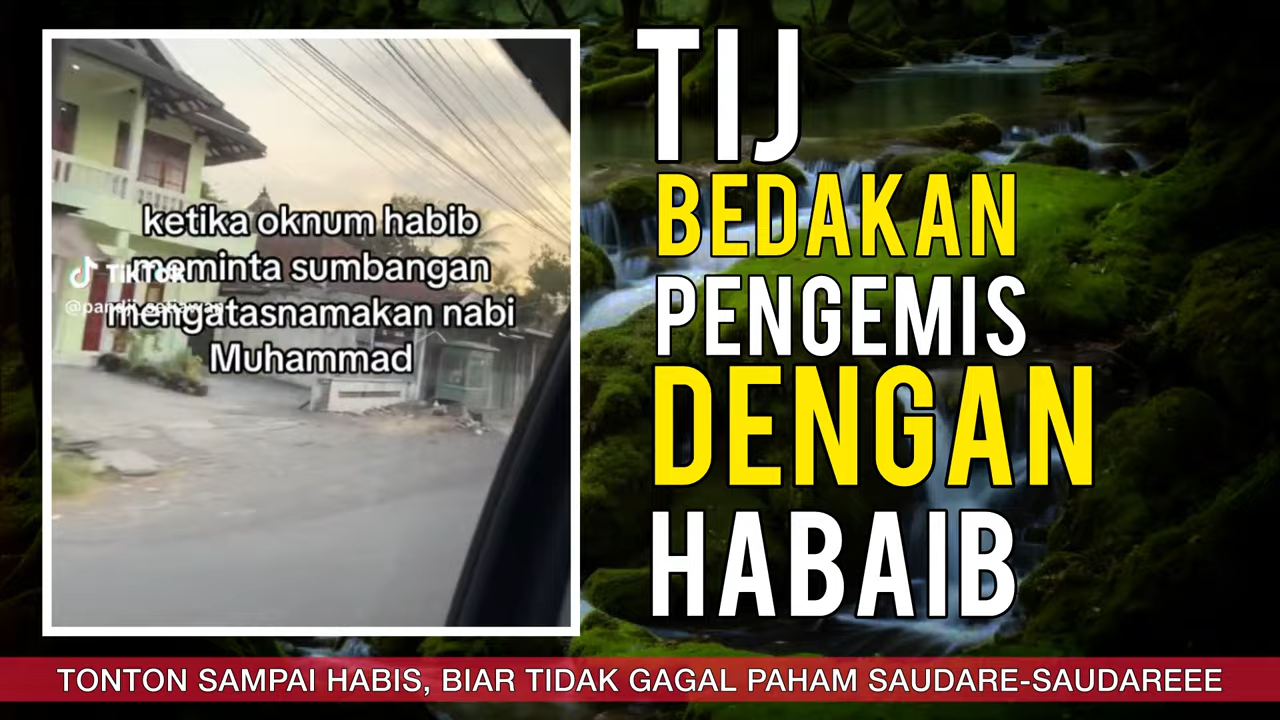 ketika oknum habib
meminta sumbangan
mengatasnamakan nabi
Muhammad
TikTok
@pandji_setiawan
TIJ
BEDAKAN
PENGEMIS
DENGAN
HABAIB
TONTON SAMPAI HABIS, BIAR TIDAK GAGAL PAHAM SAUDARE-SAUDAREEE